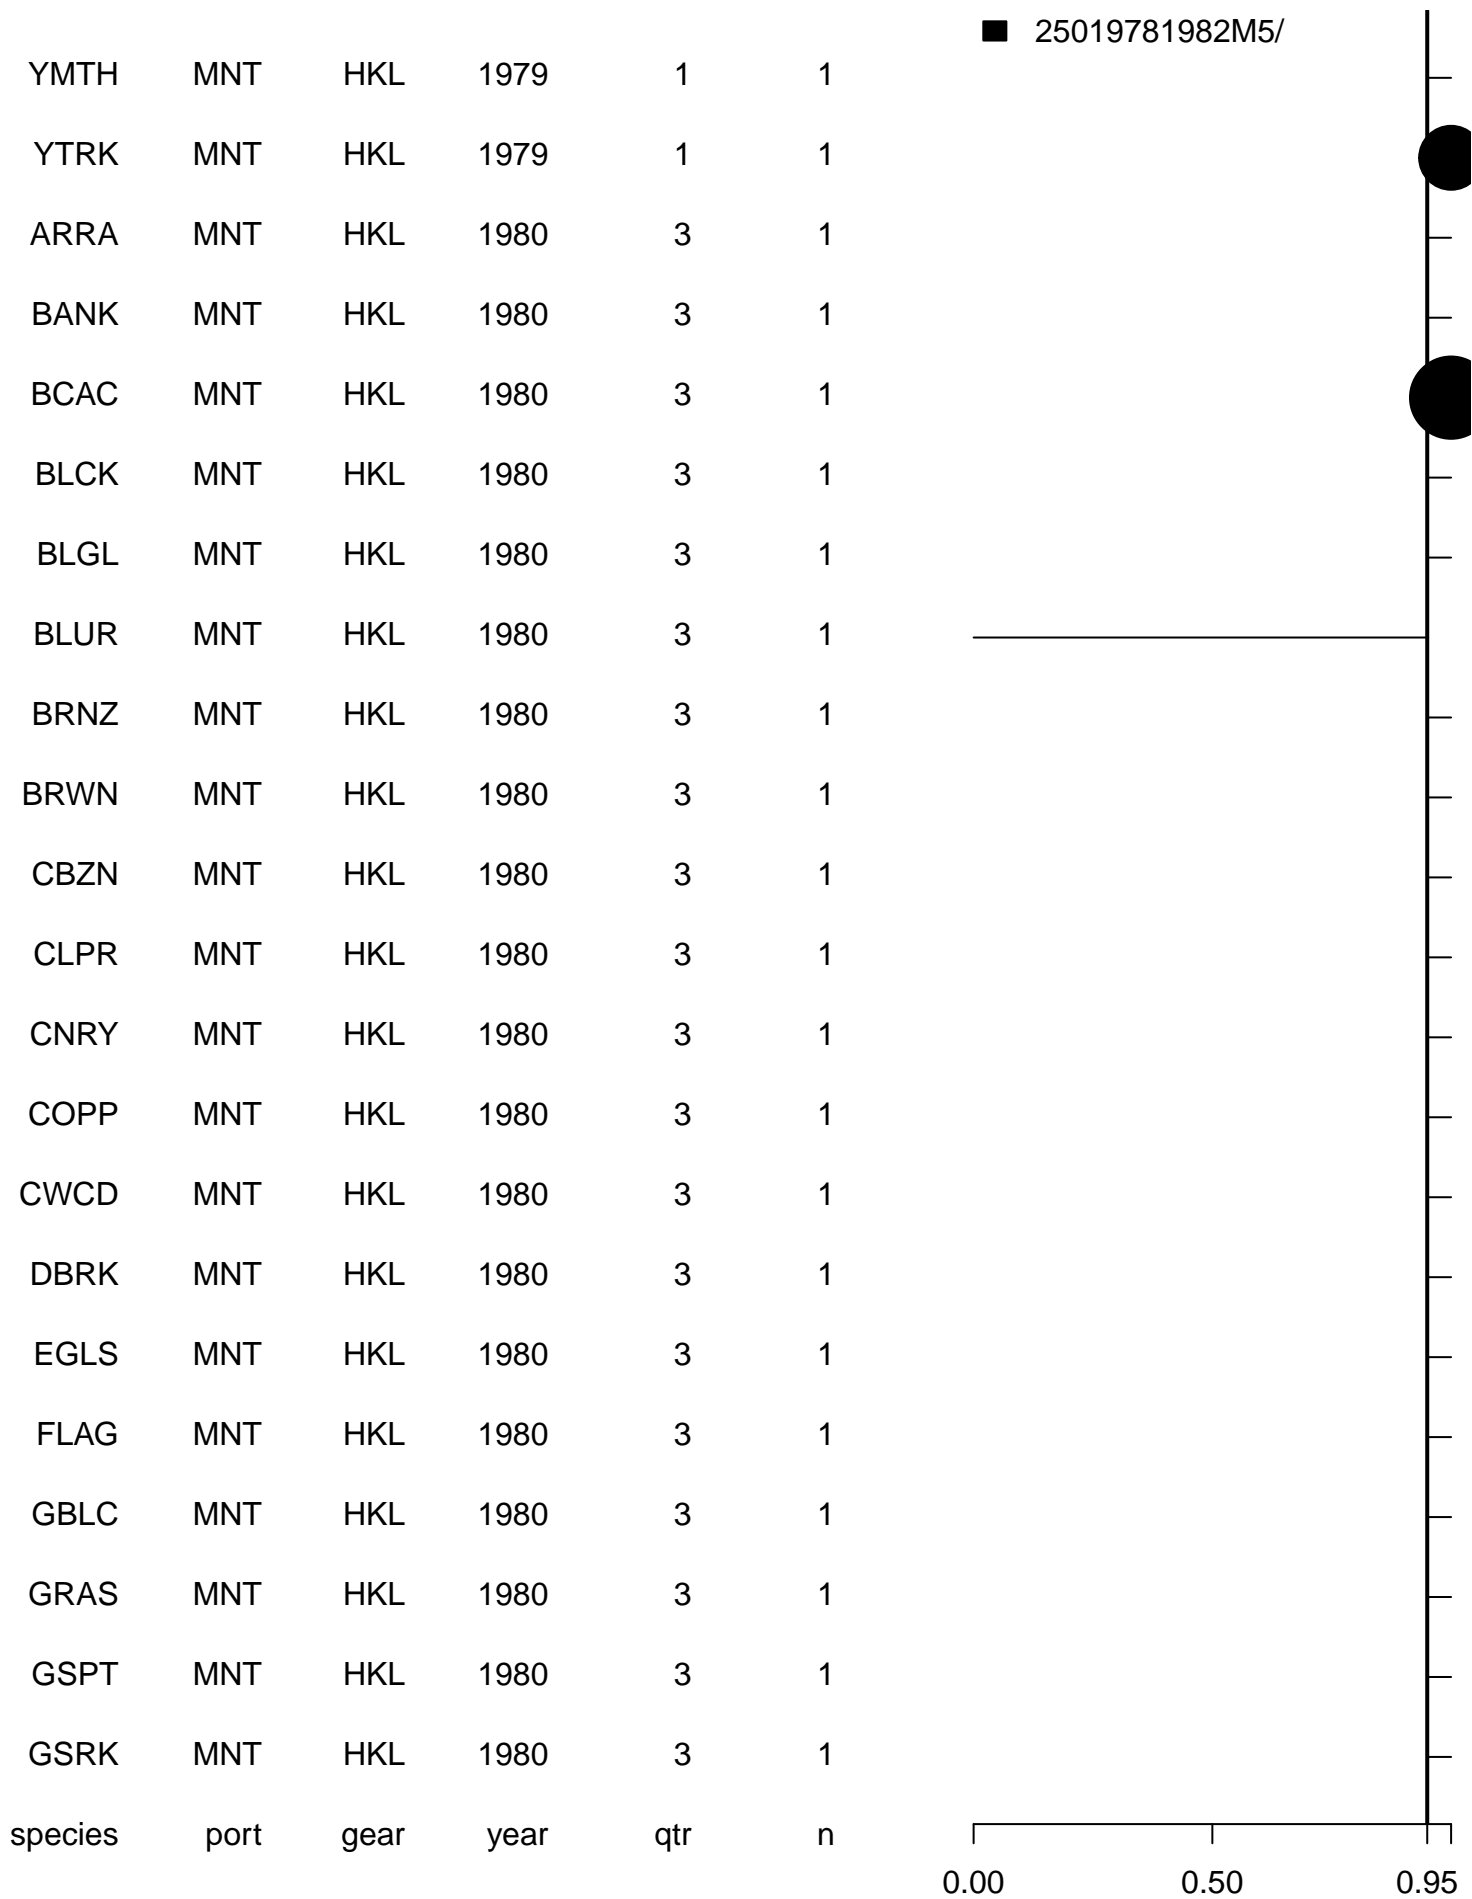 25019781982M5/
YMTH MNT HKL 1979 1 1
YTRK MNT HKL 1979 1 1
ARRA MNT HKL 1980 3 1
BANK MNT HKL 1980 3 1
BCAC MNT HKL 1980 3 1
BLCK MNT HKL 1980 3 1
BLGL MNT HKL 1980 3 1
BLUR MNT HKL 1980 3 1
BRNZ MNT HKL 1980 3 1
BRWN MNT HKL 1980 3 1
CBZN MNT HKL 1980 3 1
CLPR MNT HKL 1980 3 1
CNRY MNT HKL 1980 3 1
COPP MNT HKL 1980 3 1
CWCD MNT HKL 1980 3 1
DBRK MNT HKL 1980 3 1
EGLS MNT HKL 1980 3 1
FLAG MNT HKL 1980 3 1
GBLC MNT HKL 1980 3 1
GRAS MNT HKL 1980 3 1
GSPT MNT HKL 1980 3 1
GSRK MNT HKL 1980 3 1
species port gear year qtr n
0.00 0.50 0.95